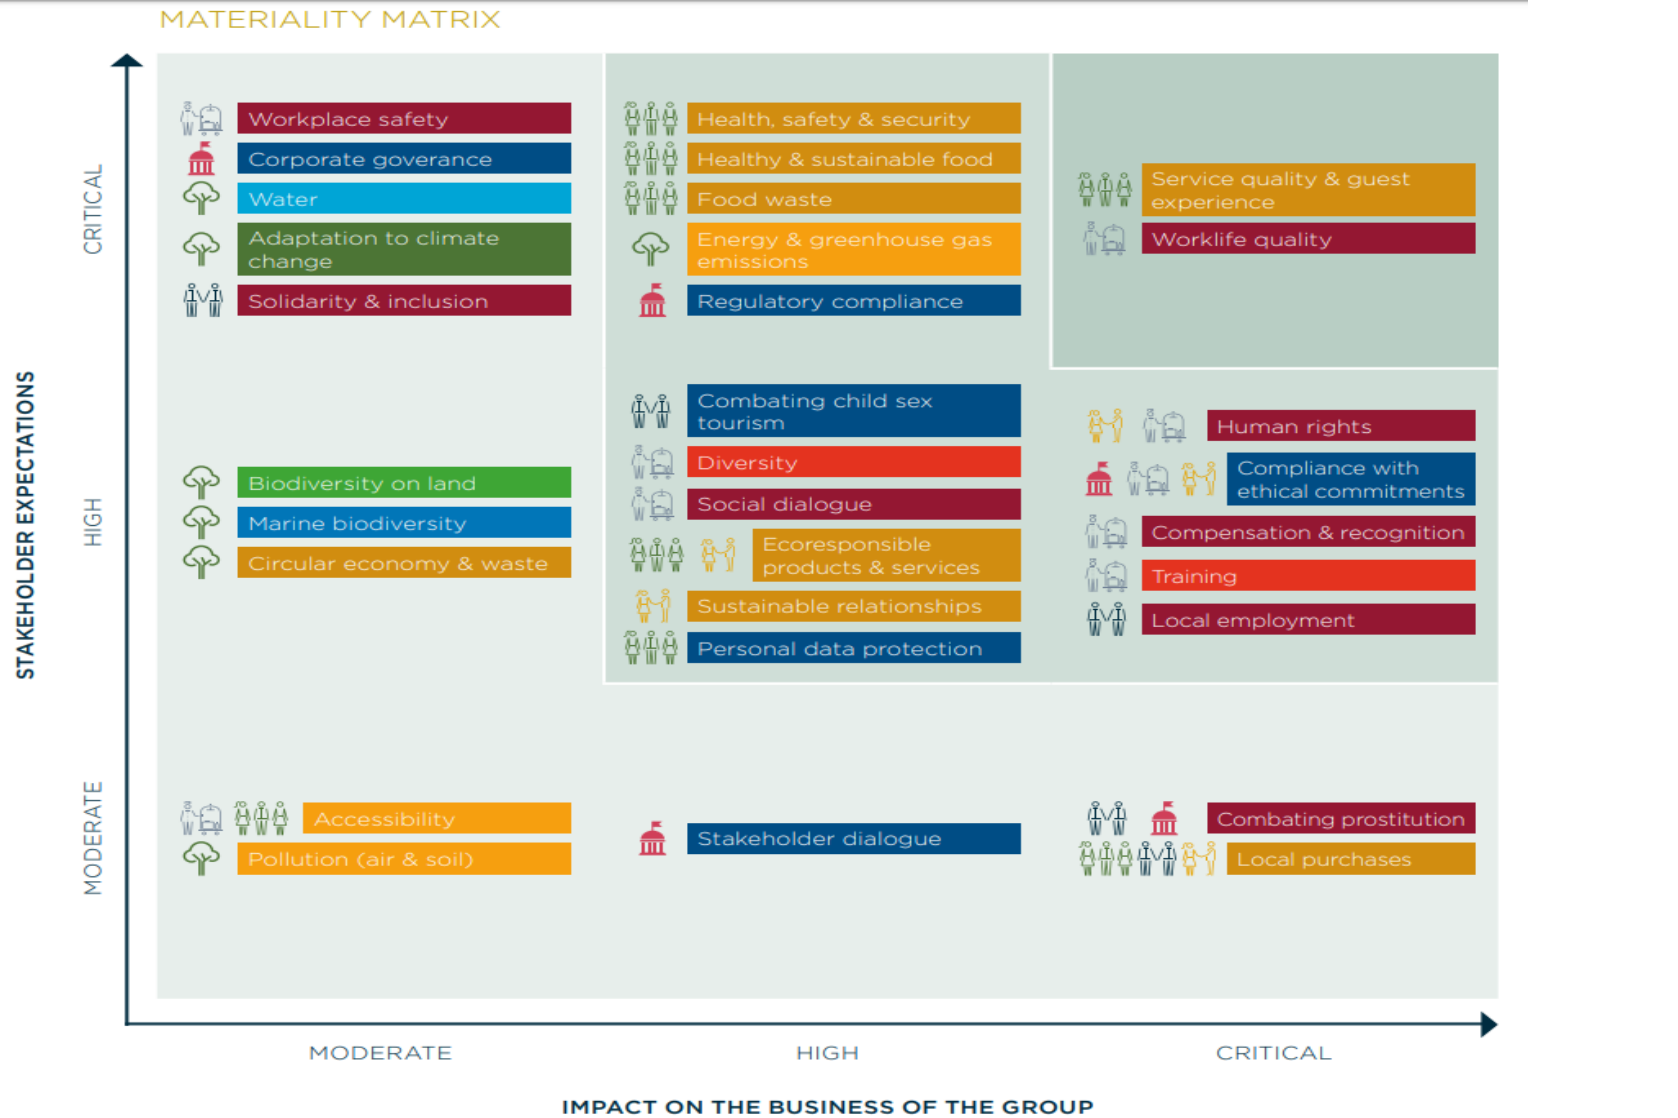 MATERIALITY MATRIX
STAKEHOLDER EXPECTATIONS
CRITICAL
Workplace safety
Corporate goverance
Water
Adaptation to climate
change
Solidarity & inclusion
Health, safety & security
Healthy & sustainable food
Food waste
Energy & greenhouse gas
emissions
Regulatory compliance
Service quality & guest
experience
Worklife quality
HIGH
Biodiversity on land
Marine biodiversity
Circular economy & waste
Combating child sex
tourism
Diversity
Social dialogue
Ecoresponsible
products & services
Sustainable relationships
Personal data protection
Human rights
Compliance with
ethical commitments
Compensation & recognition
Training
Local employment
MODERATE
Accessibility
Pollution (air & soil)
Stakeholder dialogue
Combating prostitution
Local purchases
MODERATE
HIGH
CRITICAL
IMPACT ON THE BUSINESS OF THE GROUP